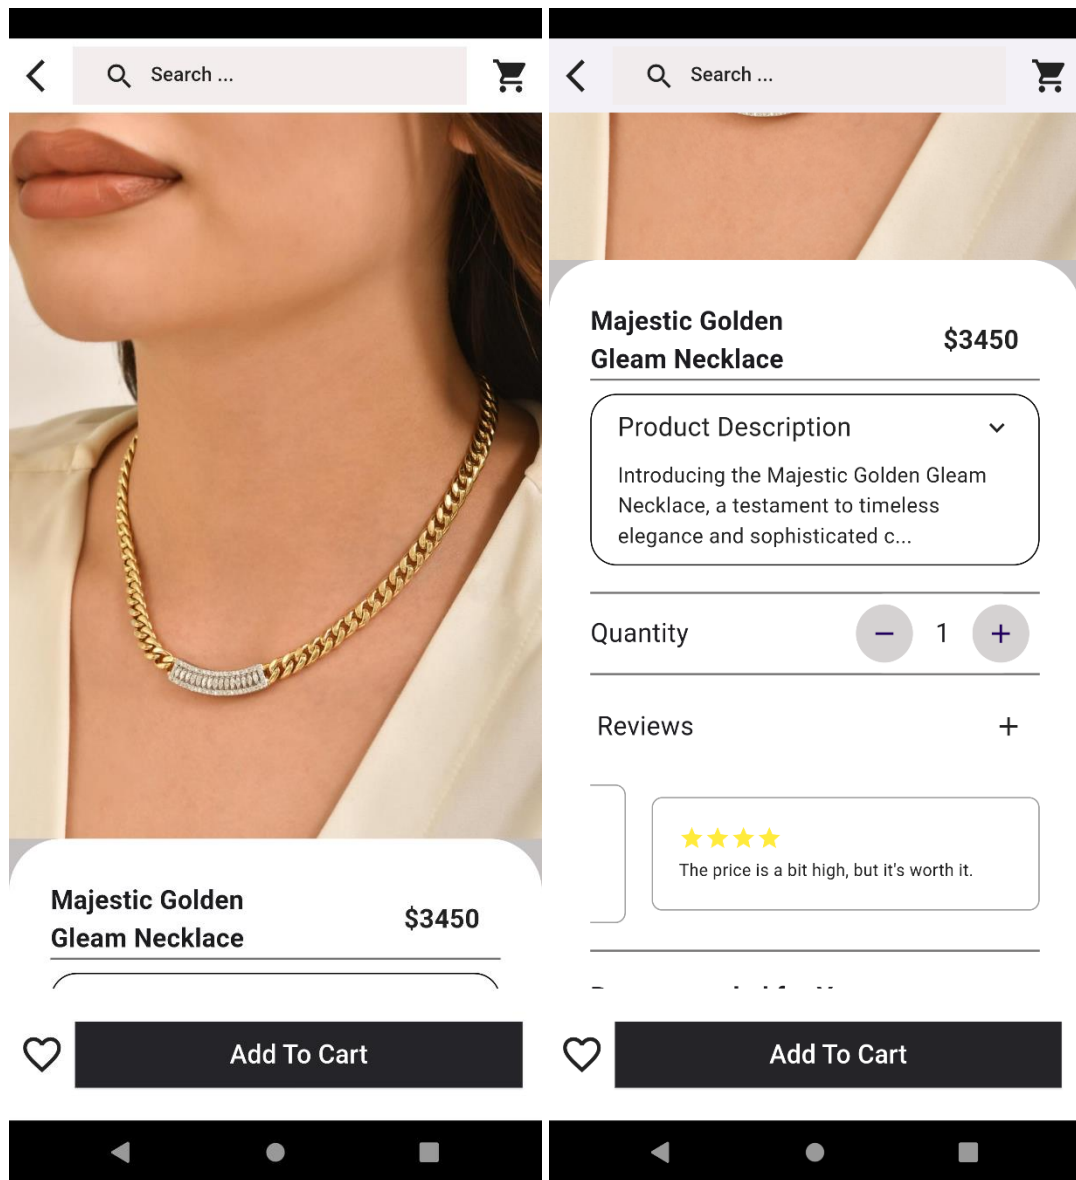 Search ...
Majestic Golden
Gleam Necklace
$3450
Add To Cart
Search ...
Majestic Golden
Gleam Necklace
$3450
Product Description
Introducing the Majestic Golden Gleam
Necklace, a testament to timeless
elegance and sophisticated c...
Quantity
1
Reviews
The price is a bit high, but it's worth it.
Add To Cart